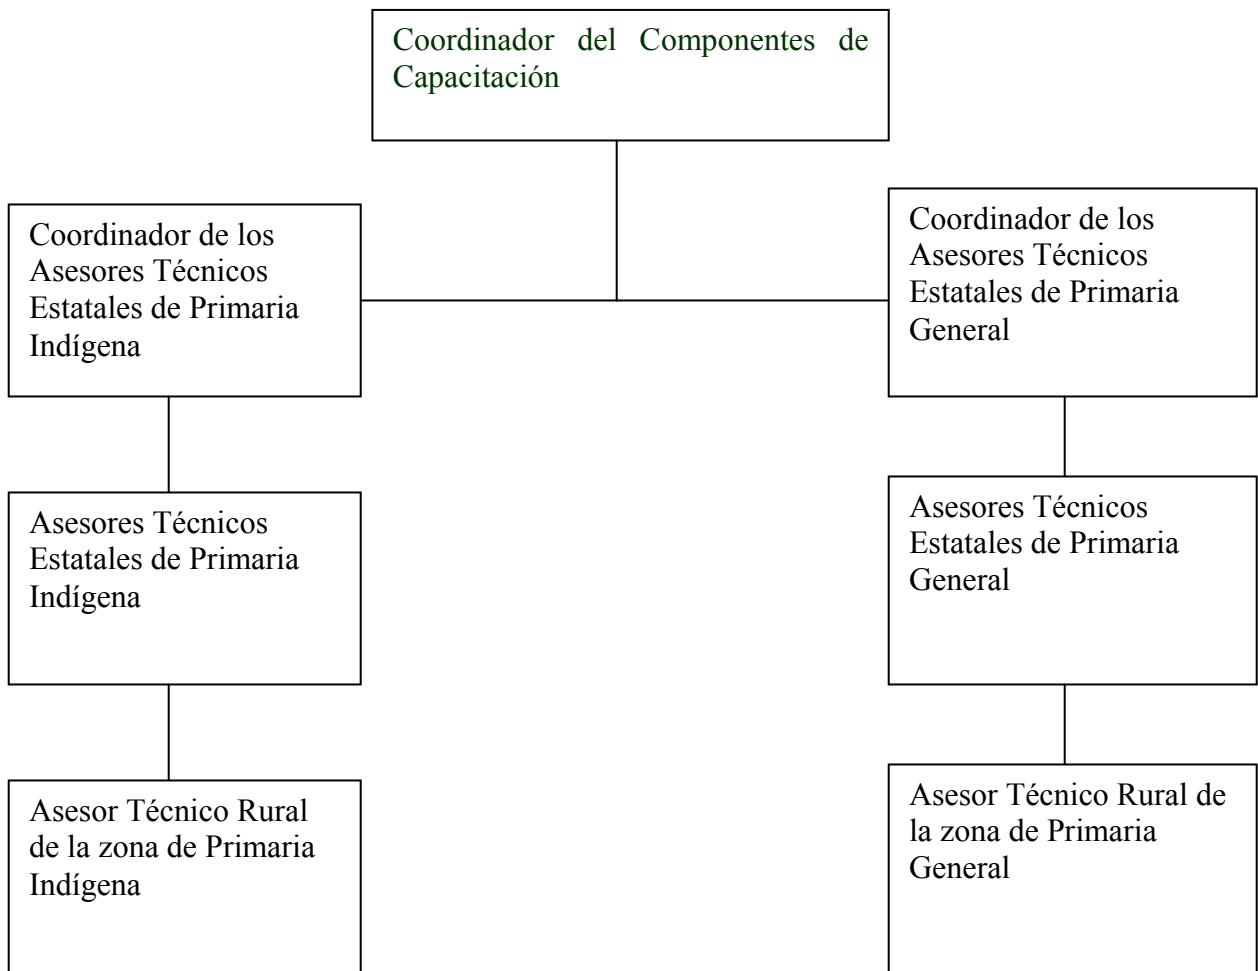 Coordinador del Componentes de
Capacitación
Coordinador de los
Asesores Técnicos
Estatales de Primaria
Indígena
Coordinador de los
Asesores Técnicos
Estatales de Primaria
General
Asesores Técnicos
Estatales de Primaria
Indígena
Asesores Técnicos
Estatales de Primaria
General
Asesor Técnico Rural
de la zona de Primaria
Indígena
Asesor Técnico Rural de
la zona de Primaria
General